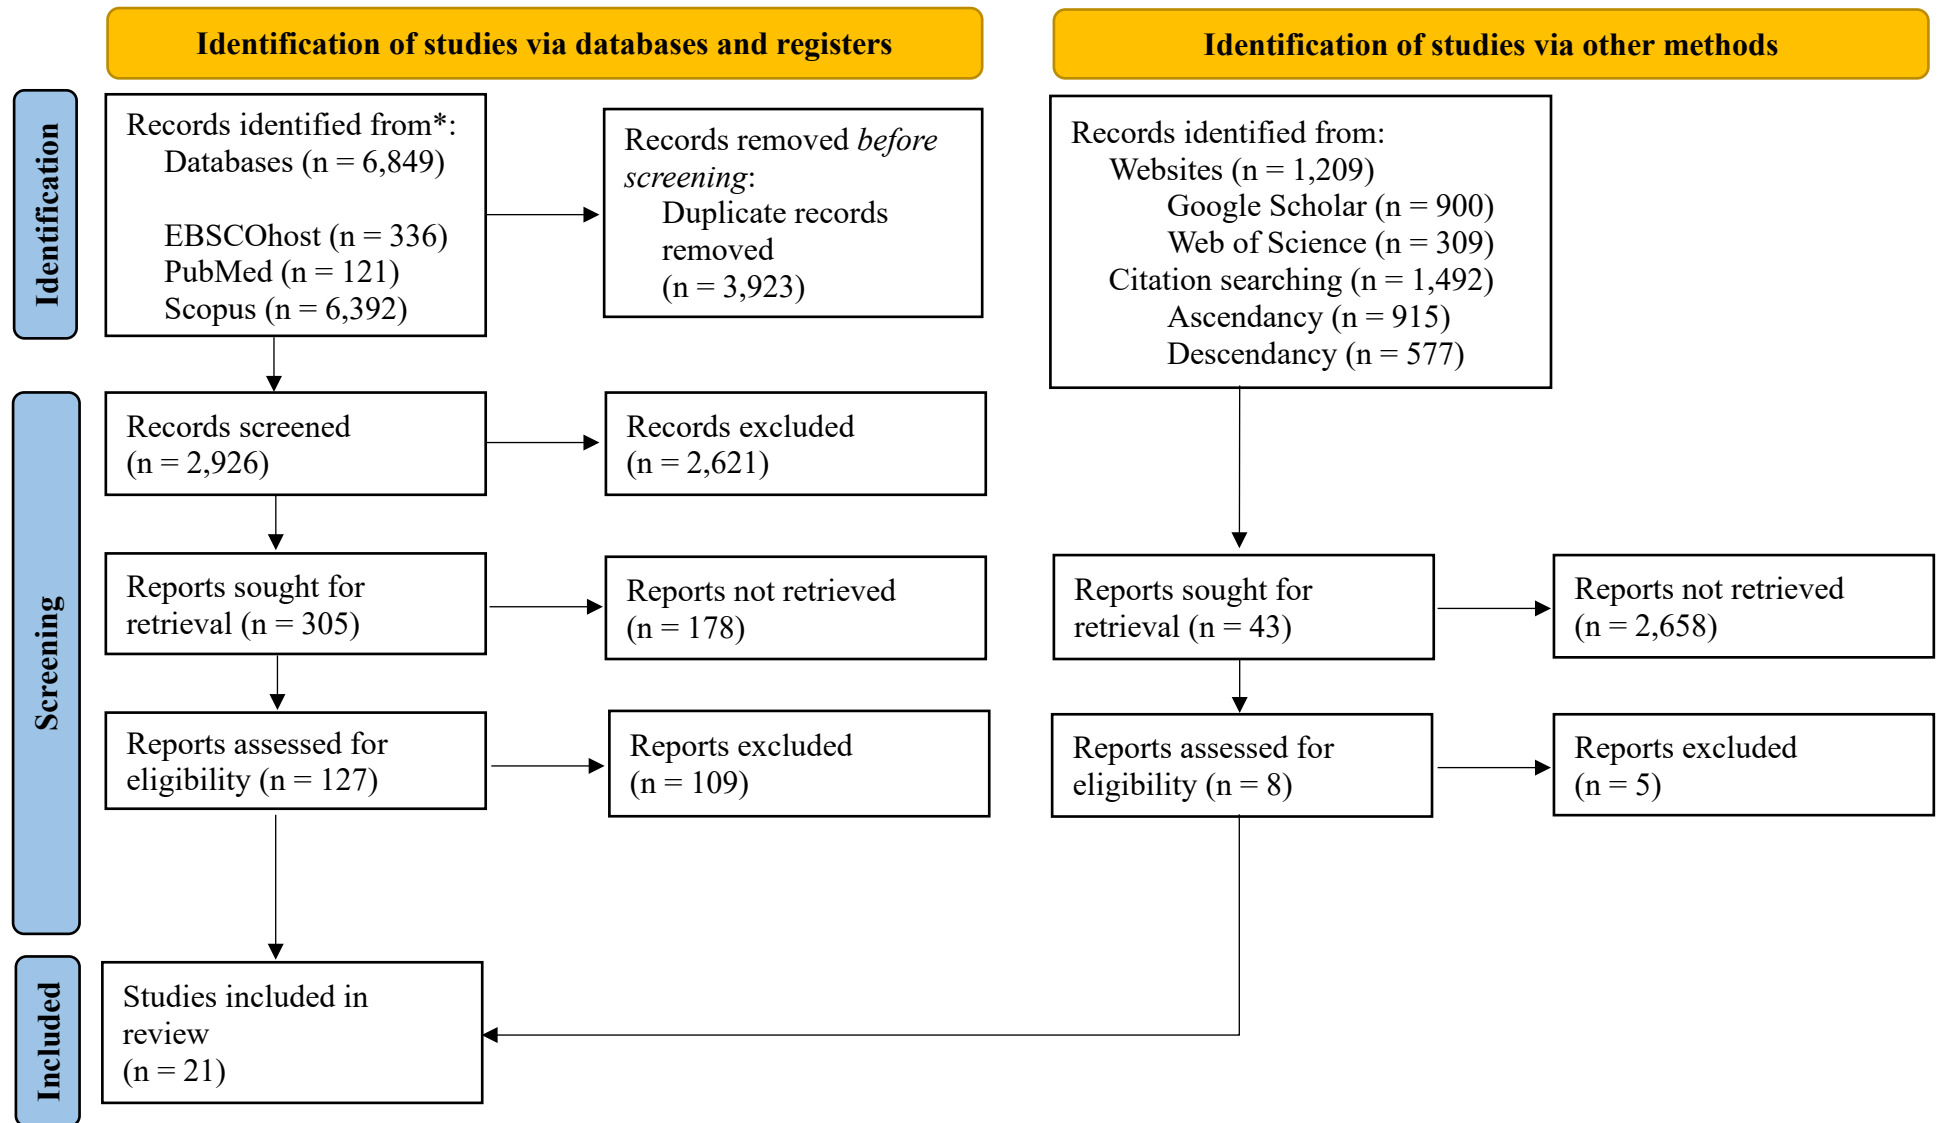 Identification of studies via databases and registers
Identification of studies via other methods
Identification
Records identified from*:
Databases (n = 6,849)
EBSCOhost (n = 336)
PubMed (n = 121)
Scopus (n = 6,392)
Records removed before
screening:
Duplicate records
removed
(n = 3,923)
Records identified from:
Websites (n = 1,209)
Google Scholar (n = 900)
Web of Science (n = 309)
Citation searching (n = 1,492)
Ascendancy (n = 915)
Descendancy (n = 577)
Screening
Records screened
(n = 2,926)
Records excluded
(n = 2,621)
Reports sought for
retrieval (n = 305)
Reports not retrieved
(n = 178)
Reports sought for
retrieval (n = 43)
Reports not retrieved
(n = 2,658)
Reports assessed for
eligibility (n = 127)
Reports excluded
(n = 109)
Reports assessed for
eligibility (n = 8)
Reports excluded
(n = 5)
Included
Studies included in
review
(n = 21)